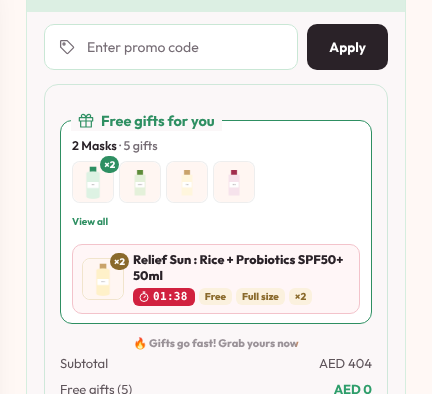 Enter promo code
Apply
Free gifts for you
2 Masks · 5 gifts
×2
View all
×2
Relief Sun : Rice + Probiotics SPF50+
50ml
01:38
Free
Full size
×2
🔥 Gifts go fast! Grab yours now
Subtotal AED 404
Free gifts (5) AED 0